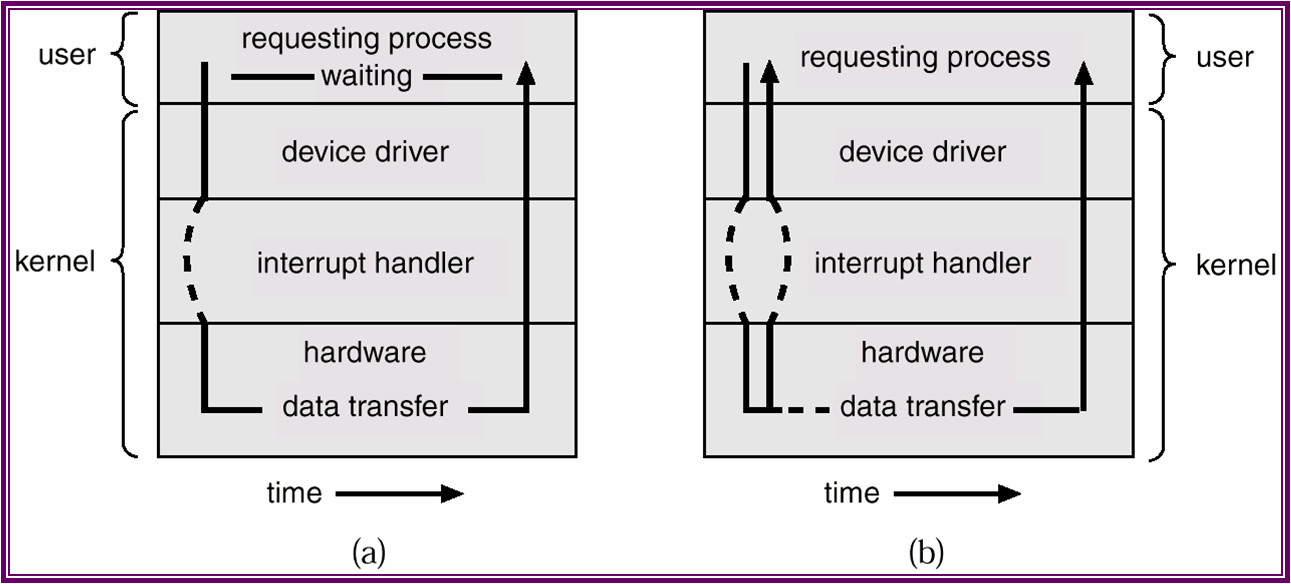 user
requesting process
waiting
device driver
kernel
interrupt handler
hardware
data transfer
time
(a)
requesting process
user
device driver
interrupt handler
kernel
hardware
data transfer
time
(b)